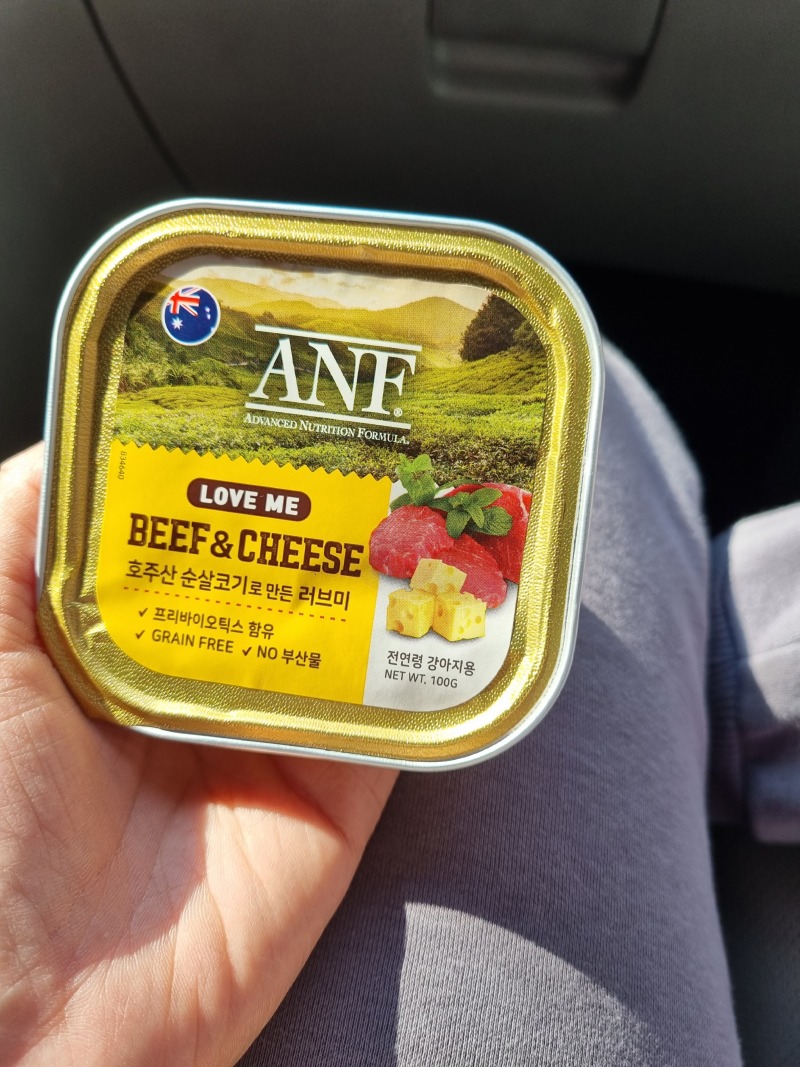 ANF®
ADVANCED NUTRITION FORMULA®
834640
LOVE ME
BEEF & CHEESE
호주산 순살코기로 만든 러브미
✓ 프리바이오틱스 함유
✓ GRAIN FREE ✓ NO 부산물
전연령 강아지용
NET WT. 100G